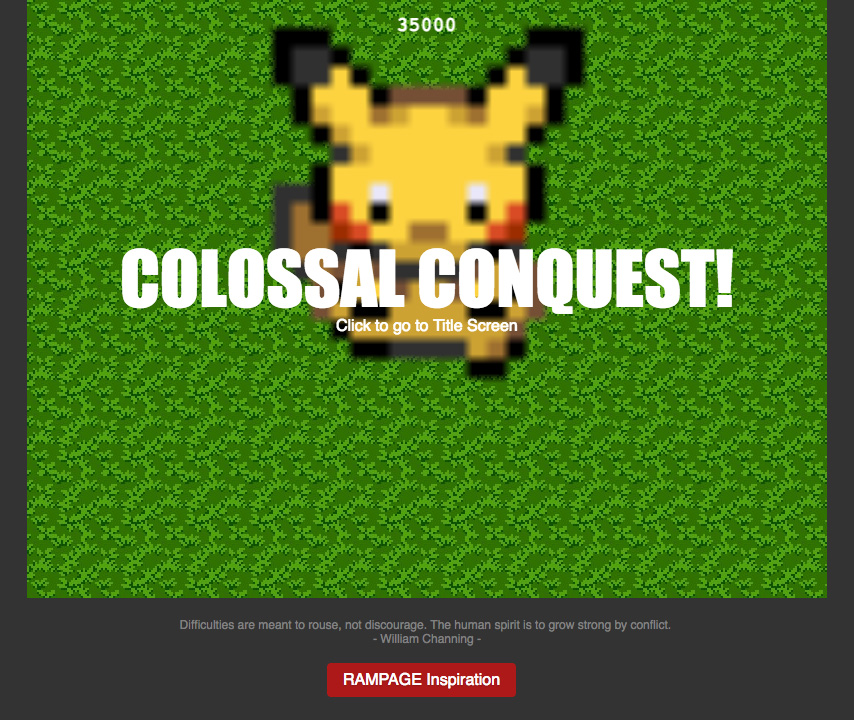 35000
COLOSSAL CONQUEST!
Click to go to Title Screen
Difficulties are meant to rouse, not discourage. The human spirit is to grow strong by conflict.
- William Channing -
RAMPAGE Inspiration